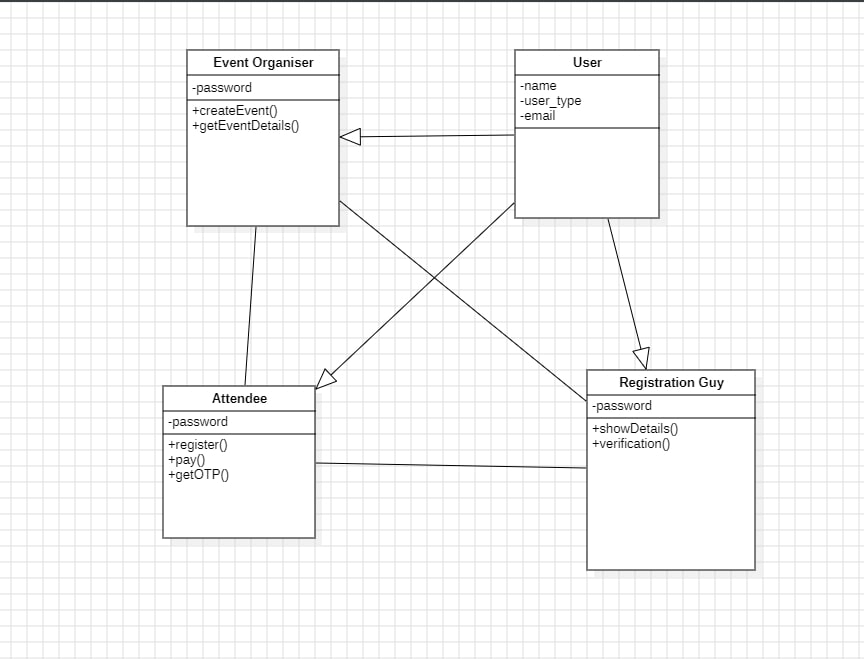 Event Organiser
-password
+createEvent()
+getEventDetails()
User
-name
-user_type
-email
Attendee
-password
+register()
+pay()
+getOTP()
Registration Guy
-password
+showDetails()
+verification()